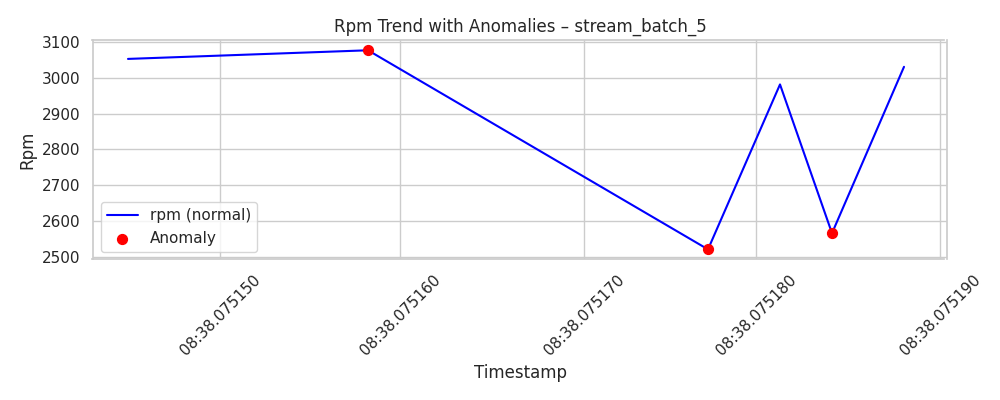 Rpm Trend with Anomalies – stream_batch_5
3100
3000
2900
2800
2700
2600
2500
Rpm
rpm (normal)
Anomaly
08:38.075150
08:38.075160
08:38.075170
08:38.075180
08:38.075190
Timestamp